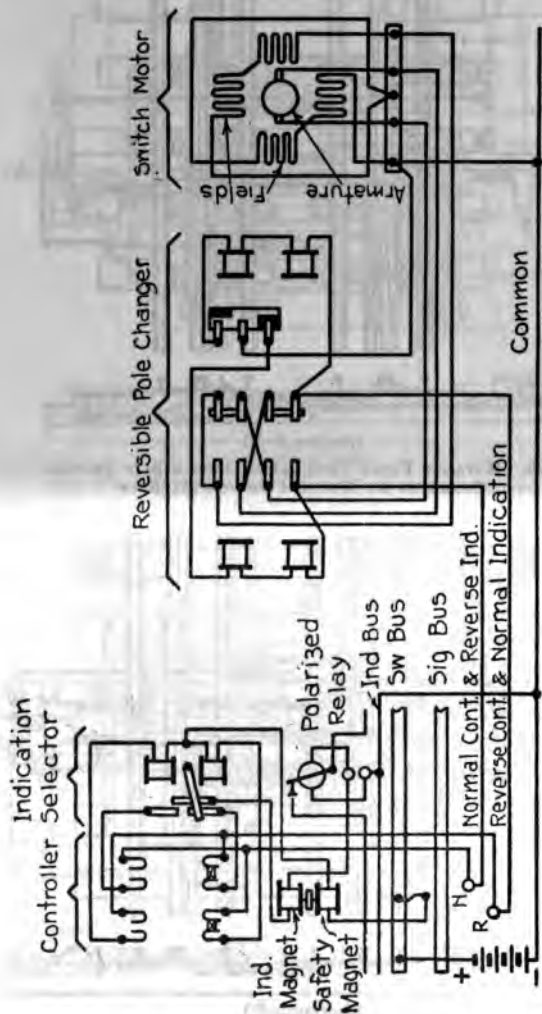 Switch Motor
Fields
Armature
Reversible Pole Changer
Common
Indication
Selector
Controller
Polarized
Relay
Ind.
Magnet
Safety
Magnet
Ind Bus
Sw Bus
Sig Bus
Normal Cont. & Reverse Ind.
Reverse Cont. & Normal Indication
N
R
+
-